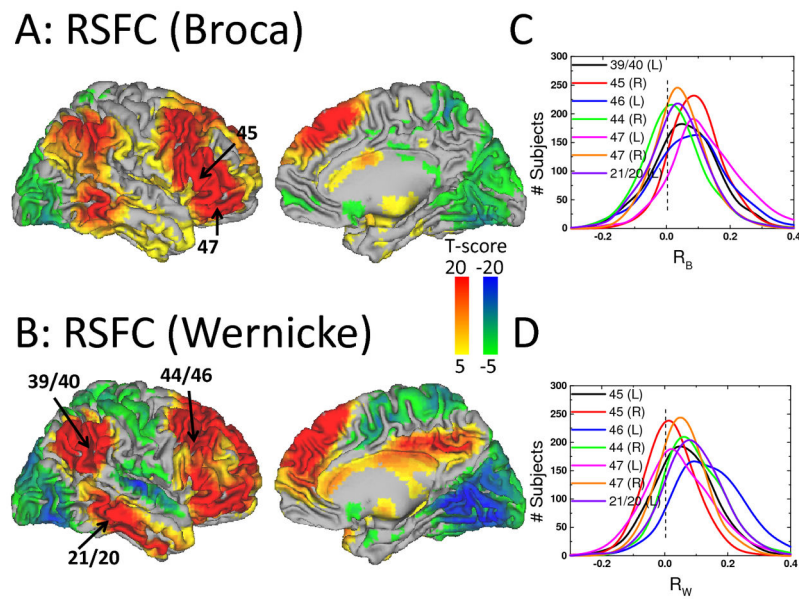 A: RSFC (Broca)
45
47
T-score
20 -20
5 -5
B: RSFC (Wernicke)
39/40
44/46
21/20
C
300
250
200
150
100
50
0
# Subjects
39/40 (L)
45 (R)
46 (L)
44 (R)
47 (L)
47 (R)
21/20 (L)
-0.2 0.0 0.2 0.4
R_B
D
300
250
200
150
100
50
0
# Subjects
45 (L)
45 (R)
46 (L)
44 (R)
47 (L)
47 (R)
21/20 (L)
-0.2 0.0 0.2 0.4
R_W